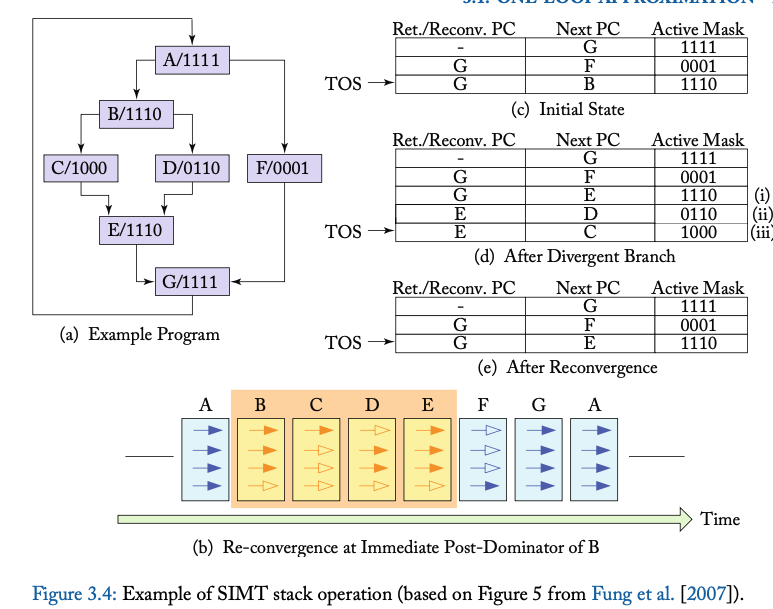 3.1. ONE-LOOP APPROXIMATION
A/1111
B/1110
C/1000
D/0110
F/0001
E/1110
G/1111
(a) Example Program
Ret./Reconv. PC Next PC Active Mask
- G 1111
G F 0001
TOS G B 1110
(c) Initial State
Ret./Reconv. PC Next PC Active Mask
- G 1111
G F 0001
G E 1110 (i)
E D 0110 (ii)
TOS E C 1000 (iii)
(d) After Divergent Branch
Ret./Reconv. PC Next PC Active Mask
- G 1111
G F 0001
TOS G E 1110
(e) After Reconvergence
A B C D E F G A
Time
(b) Re-convergence at Immediate Post-Dominator of B
Figure 3.4: Example of SIMT stack operation (based on Figure 5 from Fung et al. [2007]).